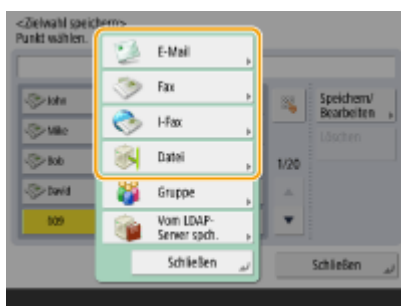 <Zielwahl speichern>
Punkt wählen.
E-Mail
Fax
I-Fax
Datei
Gruppe
Vom LDAP-
Server spch.
Schließen
John
Mike
Bob
David
109
1/20
Speichern/
Bearbeiten
Löschen
Schließen